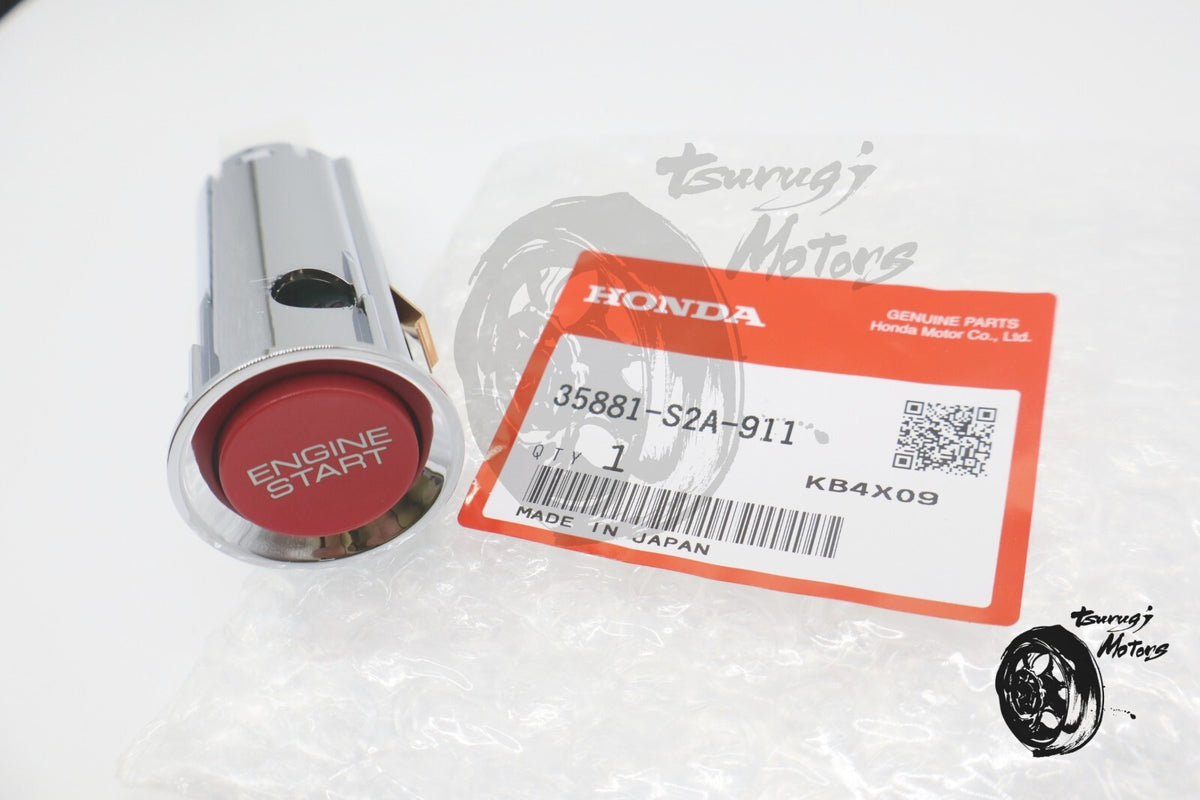 Tsurugi
Motors
HONDA
GENUINE PARTS
Honda Motor Co., Ltd.
35881-S2A-911
QTY 1
KB4X09
MADE IN JAPAN
ENGINE
START
Tsurugi
Motors